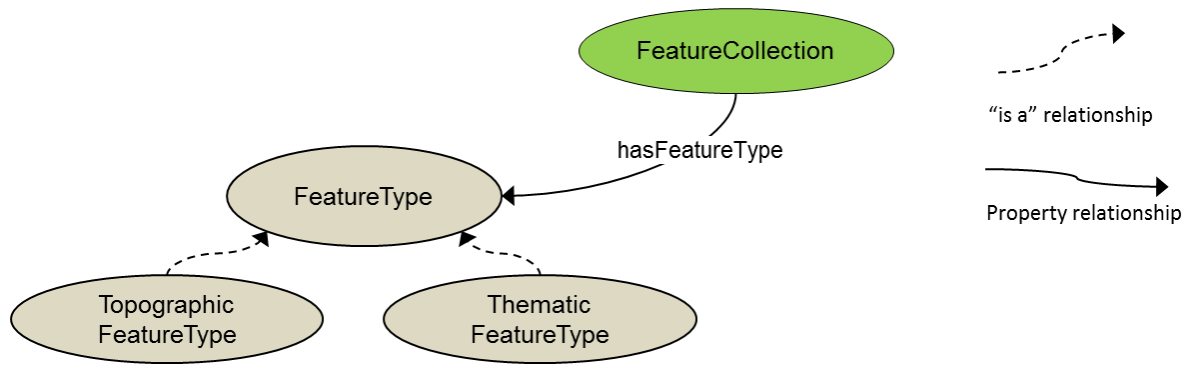 FeatureCollection
“is a” relationship
hasFeatureType
FeatureType
Property relationship
Topographic
FeatureType
Thematic
FeatureType